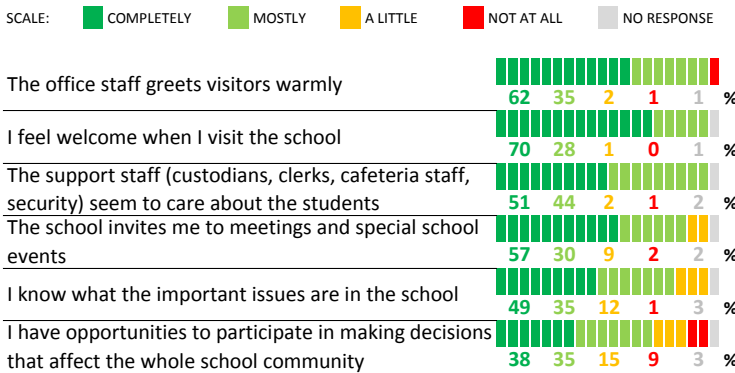 SCALE: COMPLETELY MOSTLY A LITTLE NOT AT ALL NO RESPONSE
The office staff greets visitors warmly
62 35 2 1 1 %
I feel welcome when I visit the school
70 28 1 0 1 %
The support staff (custodians, clerks, cafeteria staff,
security) seem to care about the students
51 44 2 1 2 %
The school invites me to meetings and special school
events
57 30 9 2 2 %
I know what the important issues are in the school
49 35 12 1 3 %
I have opportunities to participate in making decisions
that affect the whole school community
38 35 15 9 3 %